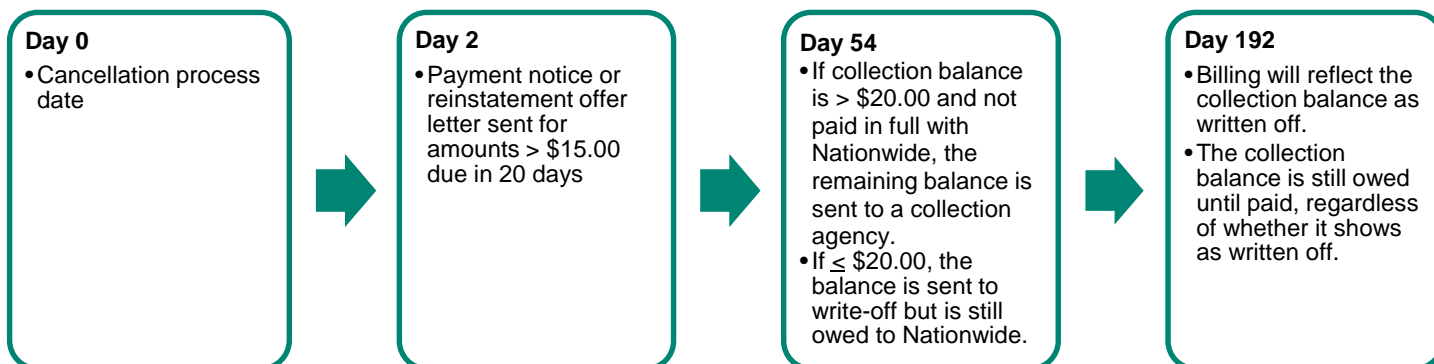 Day 0
•Cancellation process
date
Day 2
•Payment notice or
reinstatement offer
letter sent for
amounts > $15.00
due in 20 days
Day 54
•If collection balance
is > $20.00 and not
paid in full with
Nationwide, the
remaining balance is
sent to a collection
agency.
•If ≤ $20.00, the
balance is sent to
write-off but is still
owed to Nationwide.
Day 192
•Billing will reflect the
collection balance as
written off.
•The collection
balance is still owed
until paid, regardless
of whether it shows
as written off.